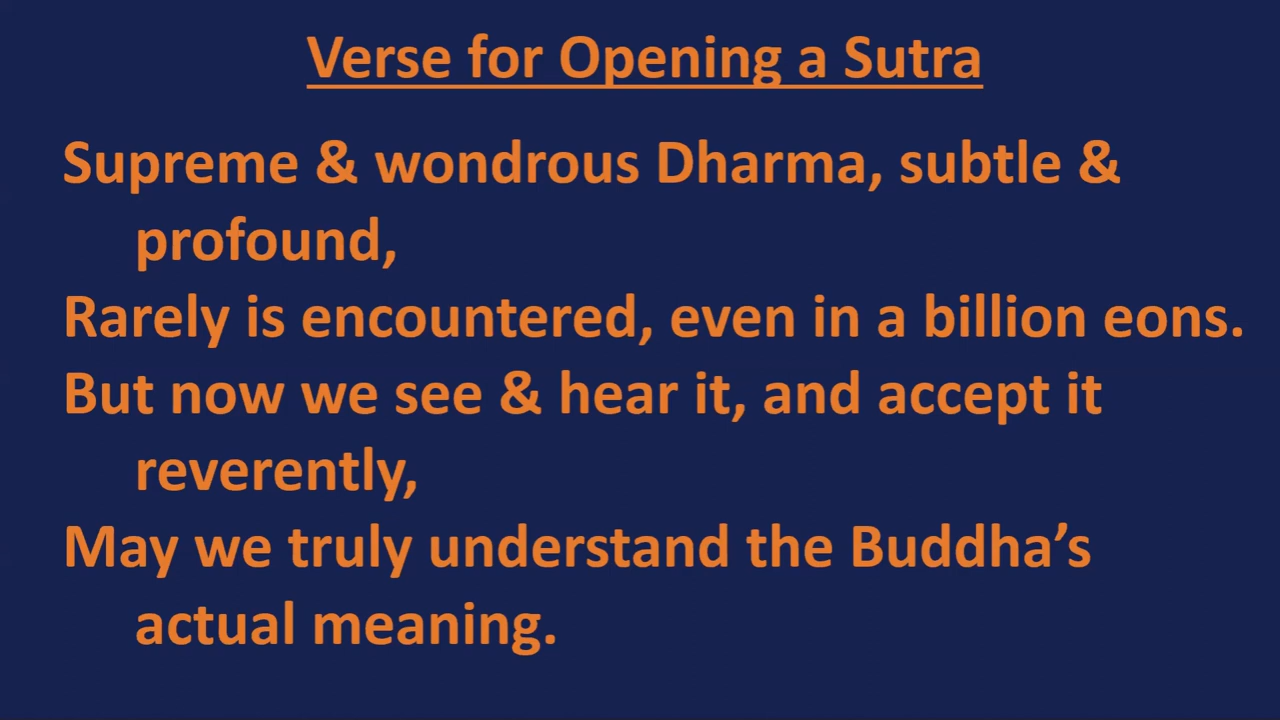 Verse for Opening a Sutra
Supreme & wondrous Dharma, subtle &
profound,
Rarely is encountered, even in a billion eons.
But now we see & hear it, and accept it
reverently,
May we truly understand the Buddha’s
actual meaning.